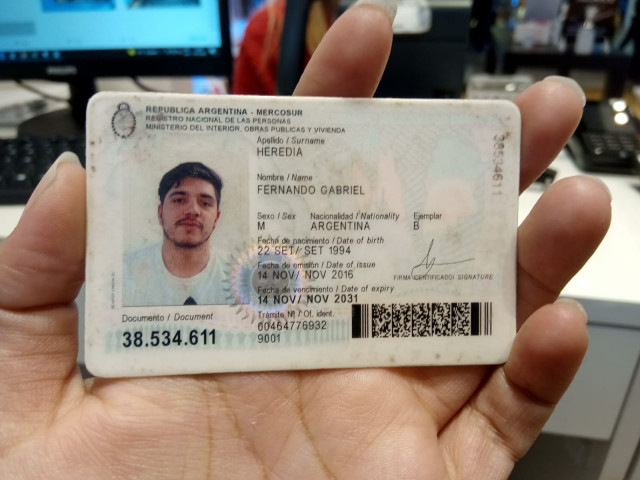 REPUBLICA ARGENTINA - MERCOSUR
REGISTRO NACIONAL DE LAS PERSONAS
MINISTERIO DEL INTERIOR, OBRAS PUBLICAS Y VIVIENDA
Apellido / Surname
HEREDIA
Nombre / Name
FERNANDO GABRIEL
Sexo / Sex Nacionalidad / Nationality Ejemplar
M ARGENTINA B
Fecha de nacimiento / Date of birth
22 SET/ SET 1994
Fecha de emisión / Date of issue
14 NOV/ NOV 2016
FIRMA CERTIFICADO/ SIGNATURE
Fecha de vencimiento / Date of expiry
14 NOV/ NOV 2031
Documento / Document
38.534.611
Trámite Nº / Of. ident.
00464776932
9001
38534611
PHILIPS